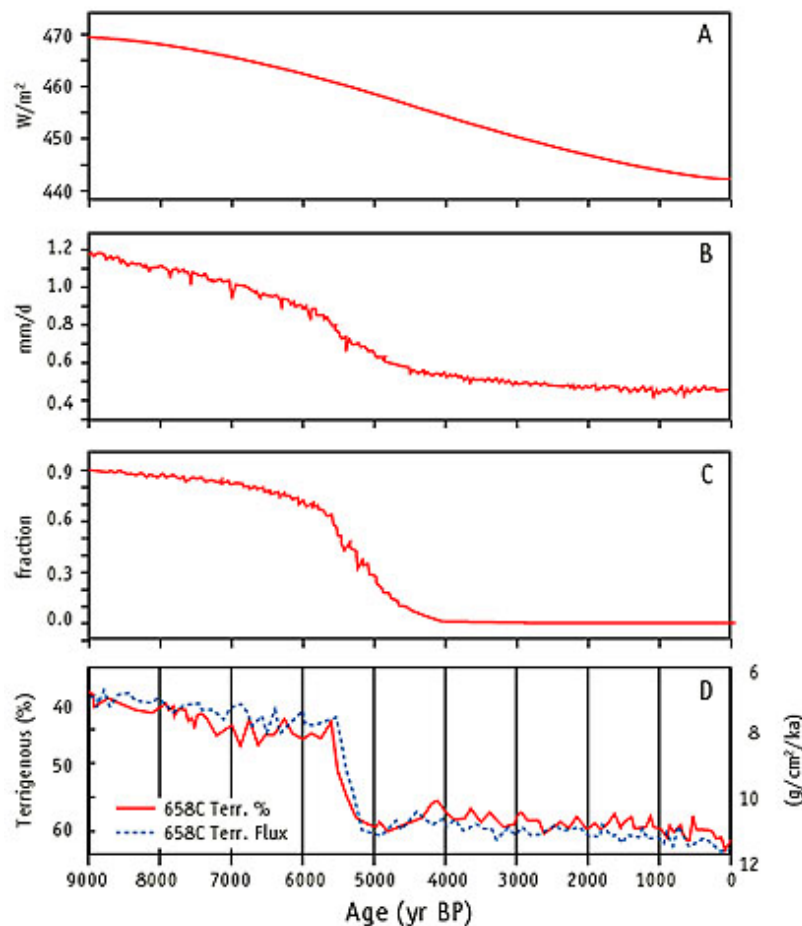 A
470
460
450
440
W/m²
B
1.2
1.0
0.8
0.6
0.4
mm/d
C
0.9
0.6
0.3
0.0
fraction
D
40
50
60
Terrigenous (%)
6
8
10
12
(g/cm²/ka)
658C Terr. %
658C Terr. Flux
9000 8000 7000 6000 5000 4000 3000 2000 1000 0
Age (yr BP)